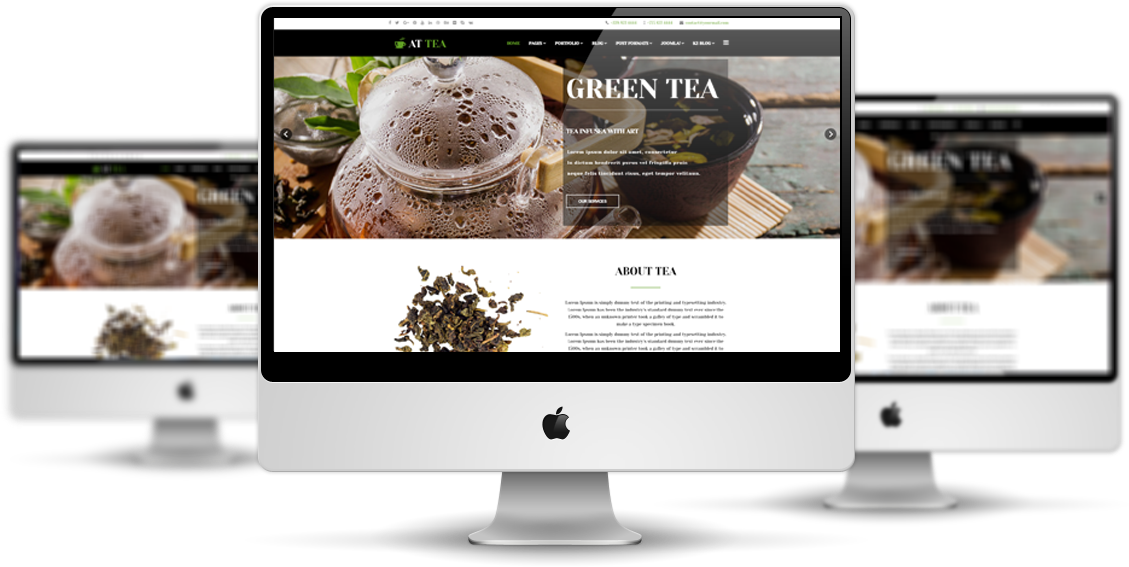 AT TEA
HOME PAGES PORTFOLIO BLOG POST FORMATS JOOMLA! K2 BLOG
GREEN TEA
TEA INFUSEA WITH ART
Lorem ipsum dolor sit amet, consectetur
in dictum hendrerit purus vel fringilla proin
neque felis tincidunt risus, eget tempor velitana.
OUR SERVICES
ABOUT TEA
Lorem Ipsum is simply dummy text of the printing and typesetting industry.
Lorem Ipsum has been the industry's standard dummy text ever since the
1500s, when an unknown printer took a galley of type and scrambled it to
make a type specimen book.
Lorem Ipsum is simply dummy text of the printing and typesetting industry.
Lorem Ipsum has been the industry's standard dummy text ever since the
1500s, when an unknown printer took a galley of type and scrambled it to
GREEN
GREEN TEA